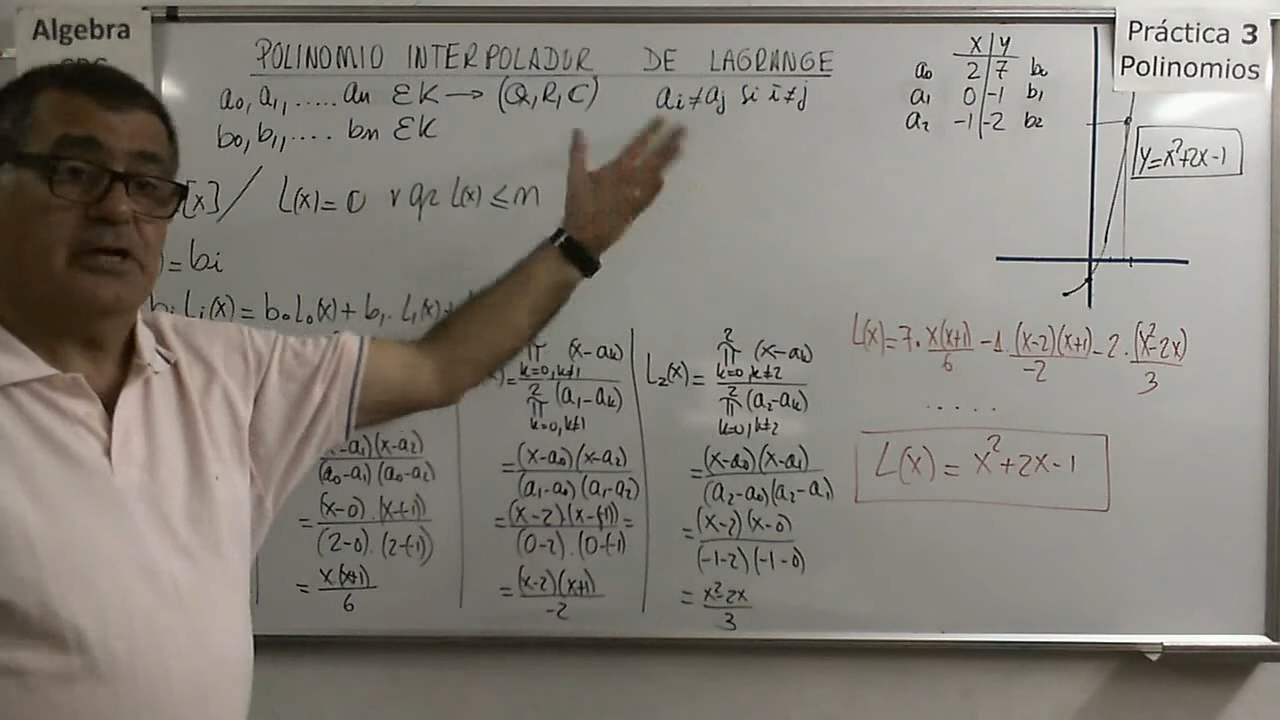 Algebra
CBC
Práctica 3
Polinomios
POLINOMIO INTERPOLADOR DE LAGRANGE
a₀, a₁, ..... an ∈ K → (Q, R, C) ai ≠ aj si i ≠ j
b₀, b₁, .... bn ∈ K
[x] / L(x) = 0 v gr L(x) ≤ n
) = bi
bi Li(x) = b₀L₀(x) + b₁. L₁(x) +
x | y
a₀ 2 | 7 b₀
a₁ 0 | -1 b₁
a₂ -1 | -2 b₂
y = x² + 2x - 1
-a₁)(x-a₂)
(a₀-a₁)(a₀-a₂)
= (x-0).(x-(-1))
(2-0).(2-(-1))
= x(x+1)
6
) = π (x-ak)
k=0, k≠1
2
π (a₁-ak)
k=0, k≠1
= (x-a₀)(x-a₂)
(a₁-a₀)(a₁-a₂)
= (x-2).(x-(-1)) =
(0-2).(0-(-1)
= (x-2)(x+1)
-2
2
L₂(x) = π (x-ak)
k=0, k≠2
2
π (a₂-ak)
k=0, k≠2
= (x-a₀)(x-a₁)
(a₂-a₀)(a₂-a₁)
= (x-2)(x-0)
(-1-2)(-1-0)
= x²-2x
3
L(x) = 7. x(x+1) - 1. (x-2)(x+1) - 2. (x²-2x)
6 -2 3
.....
L(x) = x² + 2x - 1